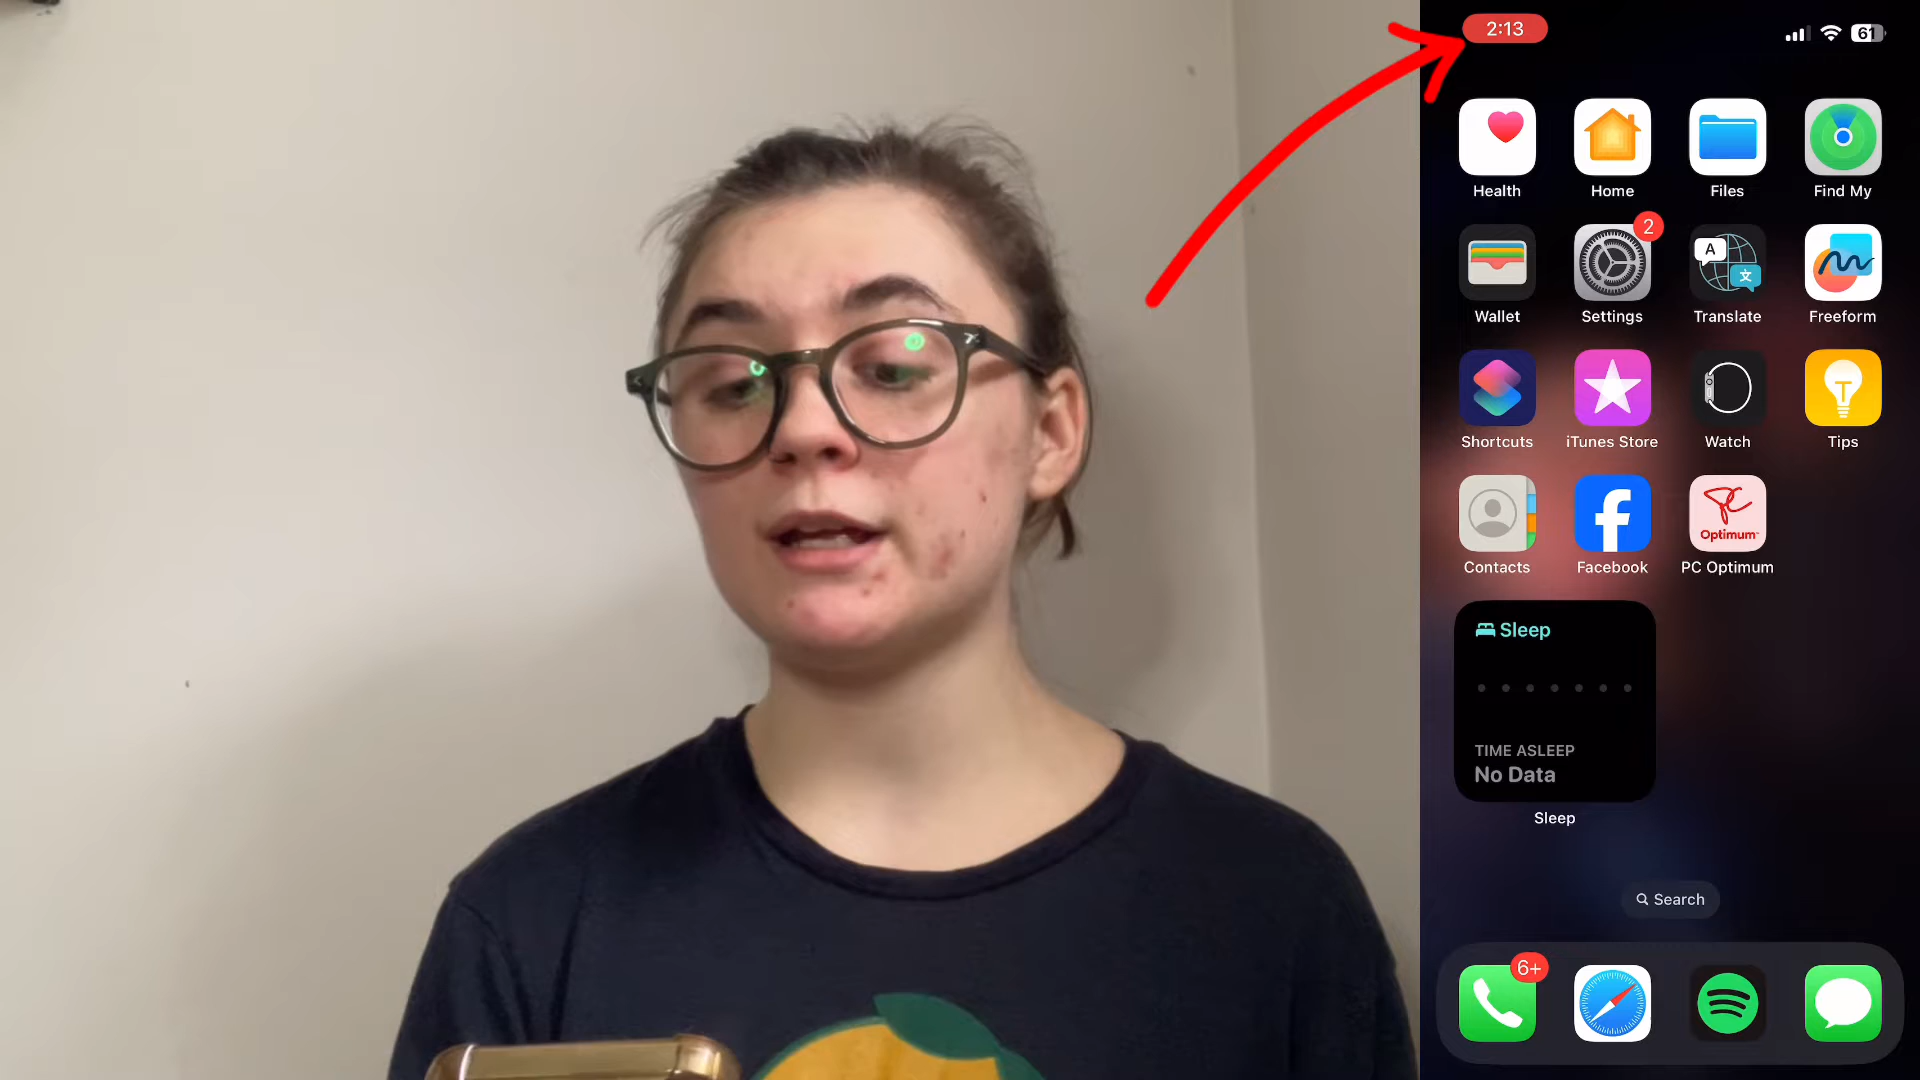 2:13
61
Health
Home
Files
Find My
2
A
文
Wallet
Settings
Translate
Freeform
Shortcuts
iTunes Store
Watch
Tips
Optimum
Contacts
Facebook
PC Optimum
Sleep
TIME ASLEEP
No Data
Sleep
Search
6+